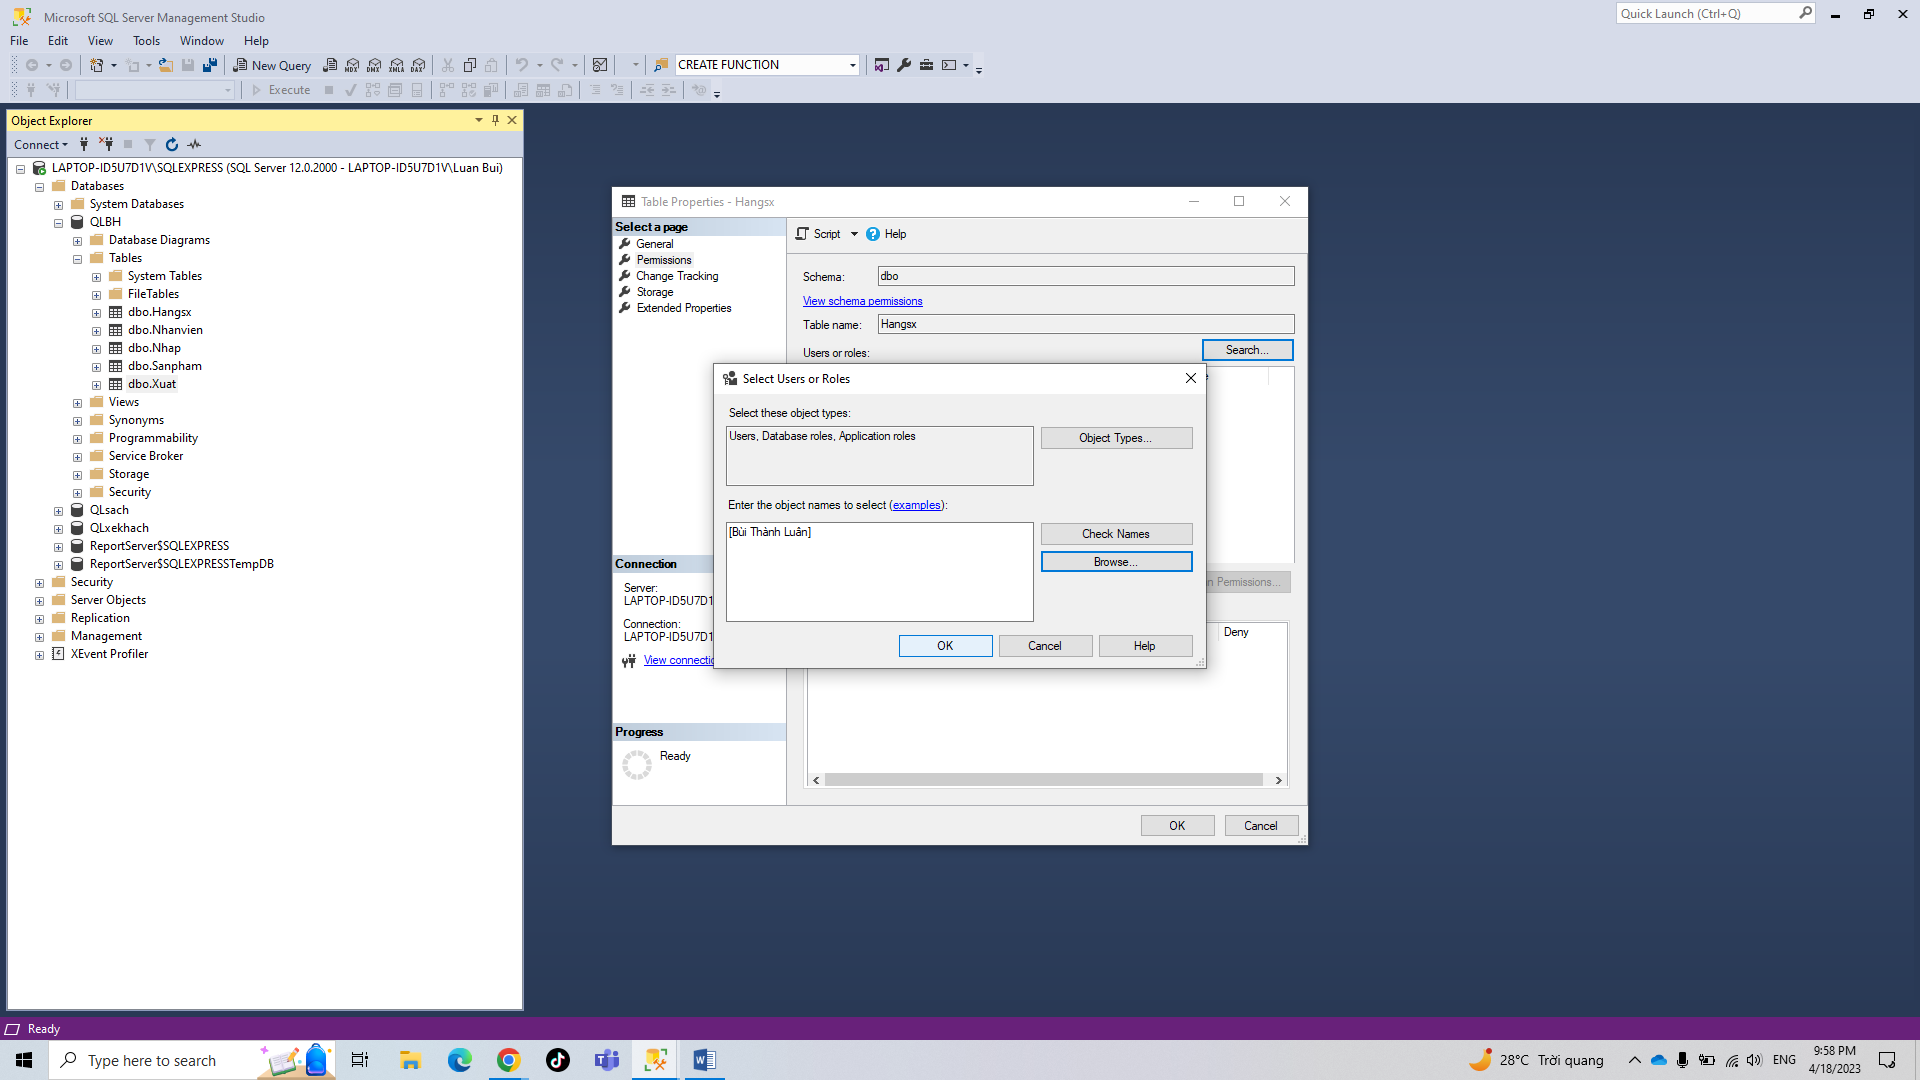 Microsoft SQL Server Management Studio
Quick Launch (Ctrl+Q)
File Edit View Tools Window Help
New Query
MDX DMX XMLA DAX
CREATE FUNCTION
Execute
Object Explorer
Connect
LAPTOP-ID5U7D1V\SQLEXPRESS (SQL Server 12.0.2000 - LAPTOP-ID5U7D1V\Luan Bui)
Databases
System Databases
QLBH
Database Diagrams
Tables
System Tables
FileTables
dbo.Hangsx
dbo.Nhanvien
dbo.Nhap
dbo.Sanpham
dbo.Xuat
Views
Synonyms
Programmability
Service Broker
Storage
Security
QLsach
QLxekhach
ReportServer$SQLEXPRESS
ReportServer$SQLEXPRESSTempDB
Security
Server Objects
Replication
Management
XEvent Profiler
Table Properties - Hangsx
Select a page
General
Permissions
Change Tracking
Storage
Extended Properties
Script Help
Schema: dbo
View schema permissions
Table name: Hangsx
Users or roles: Search...
Select Users or Roles
Select these object types:
Users, Database roles, Application roles
Object Types...
Enter the object names to select (examples):
[Bùi Thành Luân]
Check Names
Browse...
OK Cancel Help
Connection
Server:
LAPTOP-ID5U7D1
Connection:
LAPTOP-ID5U7D1
View connectio
Permissions...
Deny
Progress
Ready
OK Cancel
Ready
Type here to search
28°C Trời quang
ENG
9:58 PM
4/18/2023